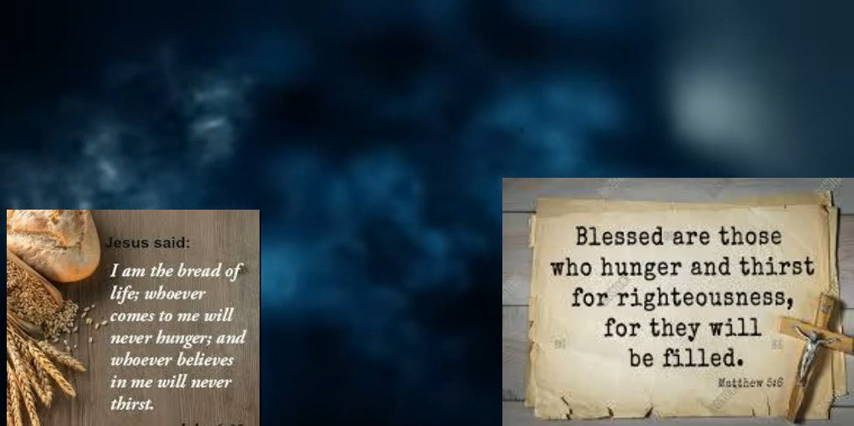 Jesus said:
I am the bread of
life; whoever
comes to me will
never hunger; and
whoever believes
in me will never
thirst.
Blessed are those
who hunger and thirst
for righteousness,
for they will
be filled.
Matthew 5:6